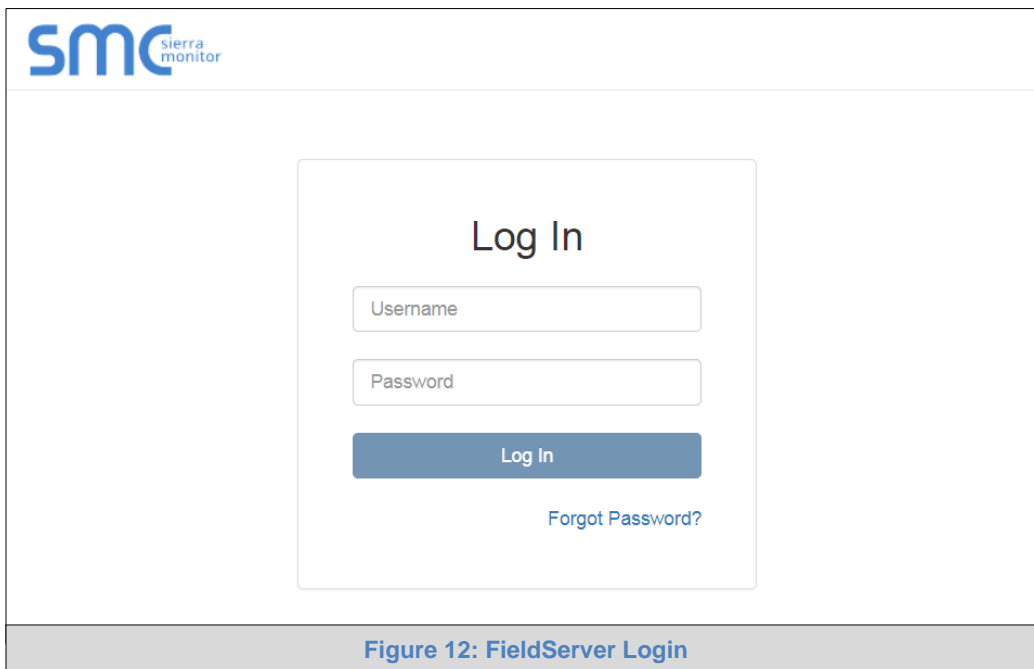 SMC sierra
monitor
Log In
Username
Password
Log In
Forgot Password?
Figure 12: FieldServer Login